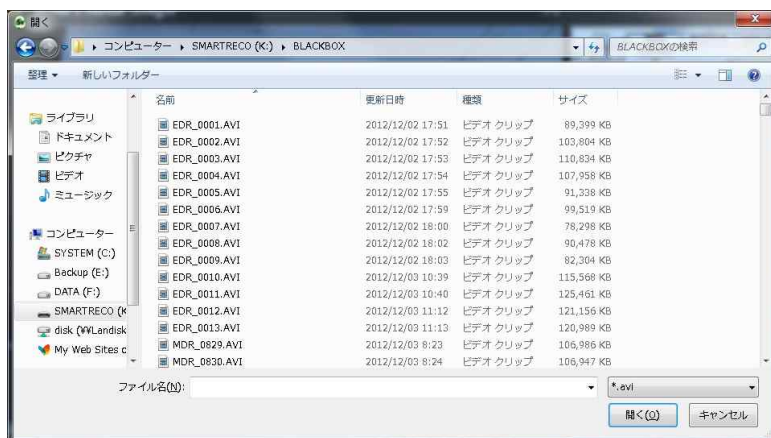 開く
コンピューター ▸ SMARTRECO (K:) ▸ BLACKBOX
BLACKBOXの検索
整理 ▼ 新しいフォルダー
名前 更新日時 種類 サイズ
ライブラリ
ドキュメント
ピクチャ
ビデオ
ミュージック
コンピューター
SYSTEM (C:)
Backup (E:)
DATA (F:)
SMARTRECO (K
disk (¥¥Landisk
My Web Sites c
EDR_0001.AVI 2012/12/02 17:51 ビデオ クリップ 89,399 KB
EDR_0002.AVI 2012/12/02 17:52 ビデオ クリップ 103,804 KB
EDR_0003.AVI 2012/12/02 17:53 ビデオ クリップ 110,834 KB
EDR_0004.AVI 2012/12/02 17:54 ビデオ クリップ 107,958 KB
EDR_0005.AVI 2012/12/02 17:55 ビデオ クリップ 91,338 KB
EDR_0006.AVI 2012/12/02 17:59 ビデオ クリップ 99,519 KB
EDR_0007.AVI 2012/12/02 18:00 ビデオ クリップ 78,298 KB
EDR_0008.AVI 2012/12/02 18:02 ビデオ クリップ 90,478 KB
EDR_0009.AVI 2012/12/02 18:03 ビデオ クリップ 82,304 KB
EDR_0010.AVI 2012/12/03 10:39 ビデオ クリップ 115,568 KB
EDR_0011.AVI 2012/12/03 10:40 ビデオ クリップ 125,461 KB
EDR_0012.AVI 2012/12/03 11:12 ビデオ クリップ 121,156 KB
EDR_0013.AVI 2012/12/03 11:13 ビデオ クリップ 120,989 KB
MDR_0829.AVI 2012/12/03 8:23 ビデオ クリップ 106,986 KB
MDR_0830.AVI 2012/12/03 8:24 ビデオ クリップ 106,947 KB
ファイル名(N):
*.avi
開く(O) キャンセル